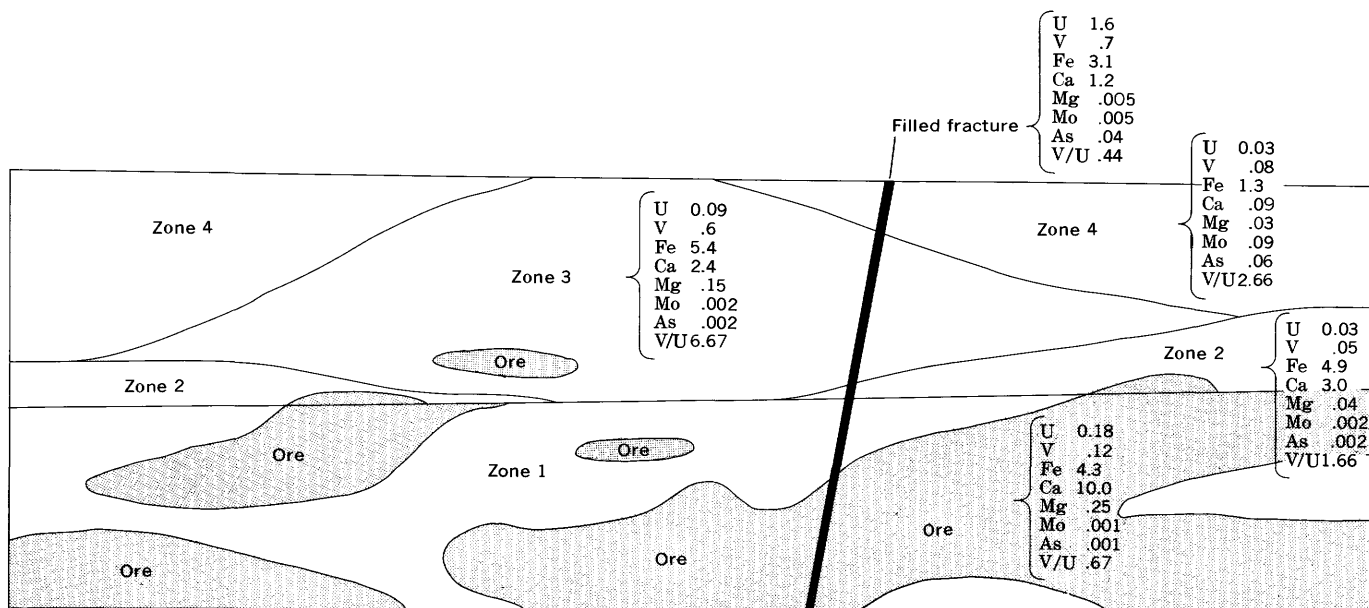 U 1.6
V .7
Fe 3.1
Ca 1.2
Mg .005
Mo .005
As .04
V/U .44
Filled fracture
U 0.03
V .08
Fe 1.3
Ca .09
Mg .03
Mo .09
As .06
V/U 2.66
Zone 4
Zone 4
Zone 3
U 0.09
V .6
Fe 5.4
Ca 2.4
Mg .15
Mo .002
As .002
V/U 6.67
Ore
Zone 2
Zone 2
U 0.03
V .05
Fe 4.9
Ca 3.0
Mg .04
Mo .002
As .002
V/U 1.66
Ore
Zone 1
Ore
U 0.18
V .12
Fe 4.3
Ca 10.0
Mg .25
Mo .001
As .001
V/U .67
Ore
Ore
Ore